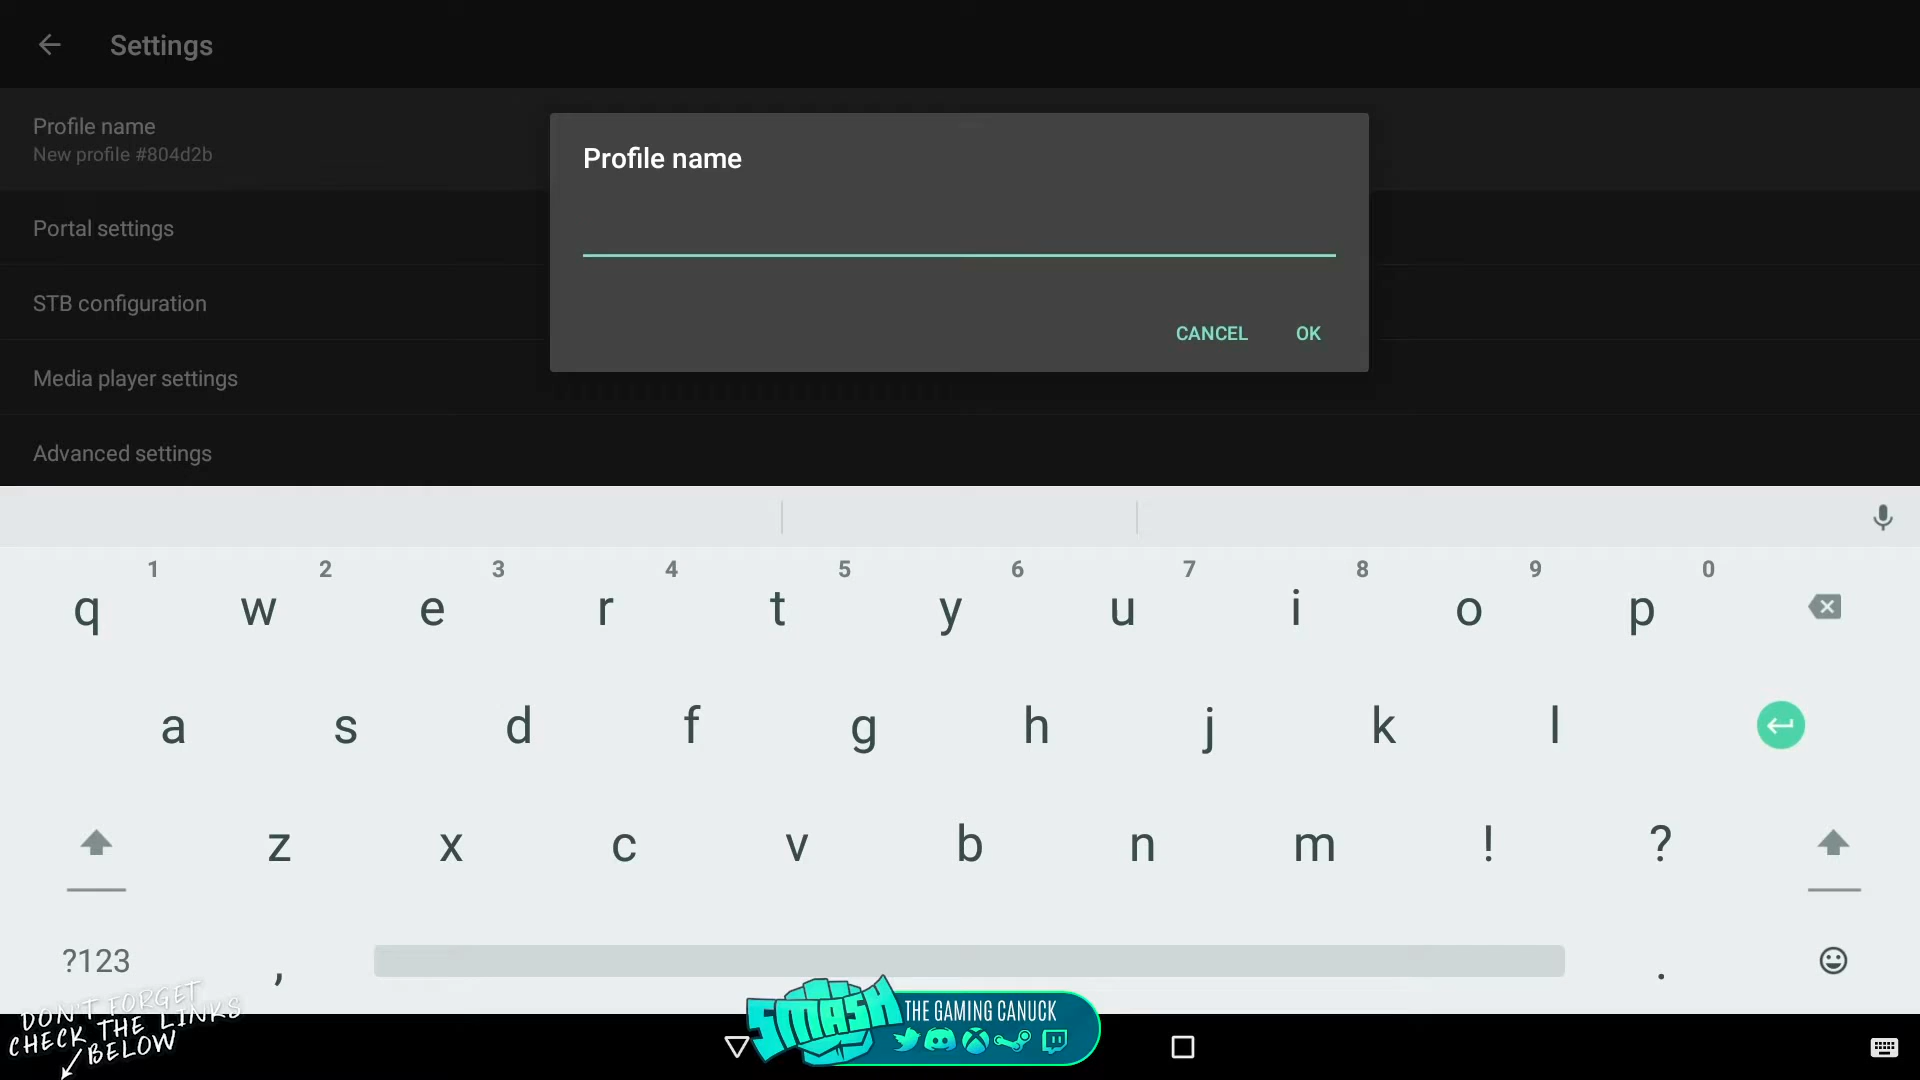 Settings
Profile name
New profile #804d2b
Portal settings
STB configuration
Media player settings
Advanced settings
Profile name
CANCEL OK
1 2 3 4 5 6 7 8 9 0
q w e r t y u i o p
a s d f g h j k l
z x c v b n m ! ?
?123 , .
DON'T FORGET
CHECK THE LINKS
BELOW
SMASH
THE GAMING CANUCK